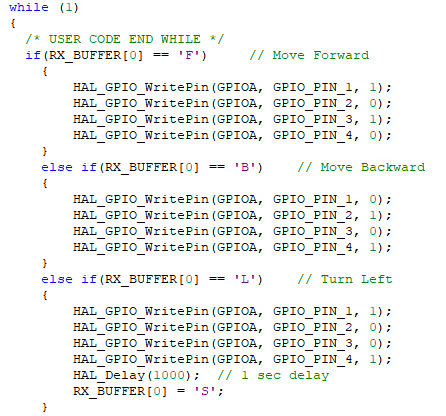 while (1)
{
/* USER CODE END WHILE */
if(RX_BUFFER[0] == 'F') // Move Forward
{
HAL_GPIO_WritePin(GPIOA, GPIO_PIN_1, 1);
HAL_GPIO_WritePin(GPIOA, GPIO_PIN_2, 0);
HAL_GPIO_WritePin(GPIOA, GPIO_PIN_3, 1);
HAL_GPIO_WritePin(GPIOA, GPIO_PIN_4, 0);
}
else if(RX_BUFFER[0] == 'B') // Move Backward
{
HAL_GPIO_WritePin(GPIOA, GPIO_PIN_1, 0);
HAL_GPIO_WritePin(GPIOA, GPIO_PIN_2, 1);
HAL_GPIO_WritePin(GPIOA, GPIO_PIN_3, 0);
HAL_GPIO_WritePin(GPIOA, GPIO_PIN_4, 1);
}
else if(RX_BUFFER[0] == 'L') // Turn Left
{
HAL_GPIO_WritePin(GPIOA, GPIO_PIN_1, 1);
HAL_GPIO_WritePin(GPIOA, GPIO_PIN_2, 0);
HAL_GPIO_WritePin(GPIOA, GPIO_PIN_3, 0);
HAL_GPIO_WritePin(GPIOA, GPIO_PIN_4, 1);
HAL_Delay(1000); // 1 sec delay
RX_BUFFER[0] = 'S';
}